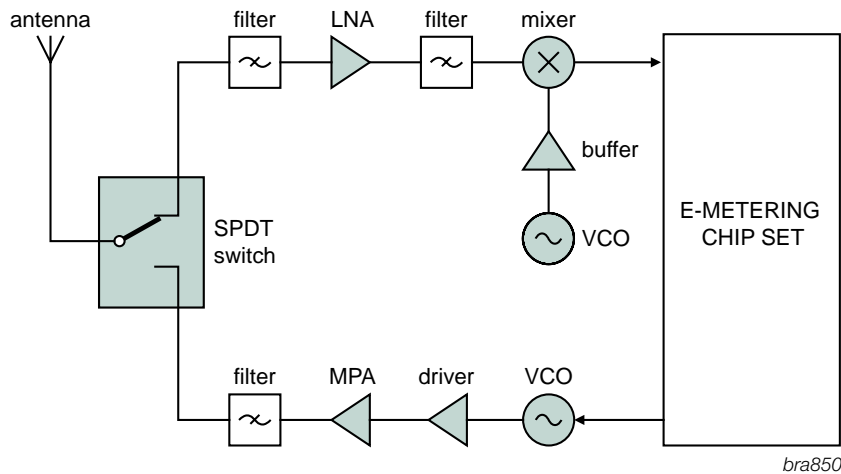 antenna
filter
LNA
filter
mixer
buffer
E-METERING
CHIP SET
SPDT
switch
VCO
filter
MPA
driver
VCO
bra850